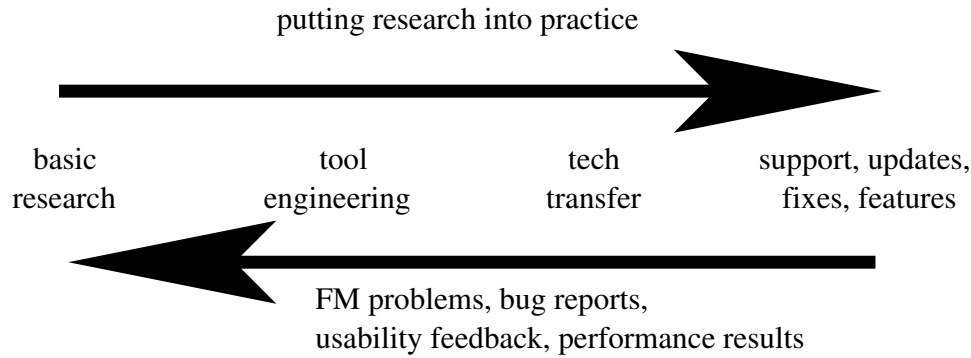 putting research into practice
basic
research
tool
engineering
tech
transfer
support, updates,
fixes, features
FM problems, bug reports,
usability feedback, performance results